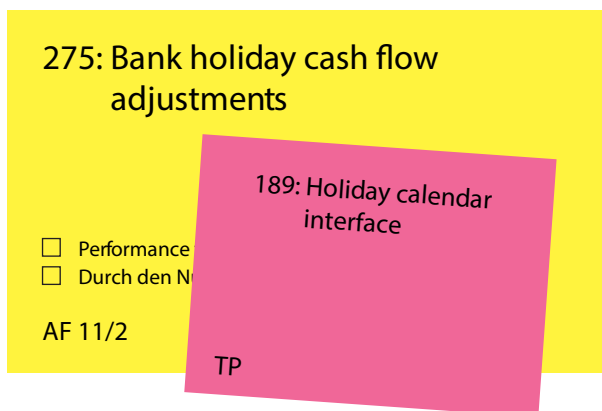 275: Bank holiday cash flow
adjustments
189: Holiday calendar
interface
Performance
Durch den
AF 11/2
TP